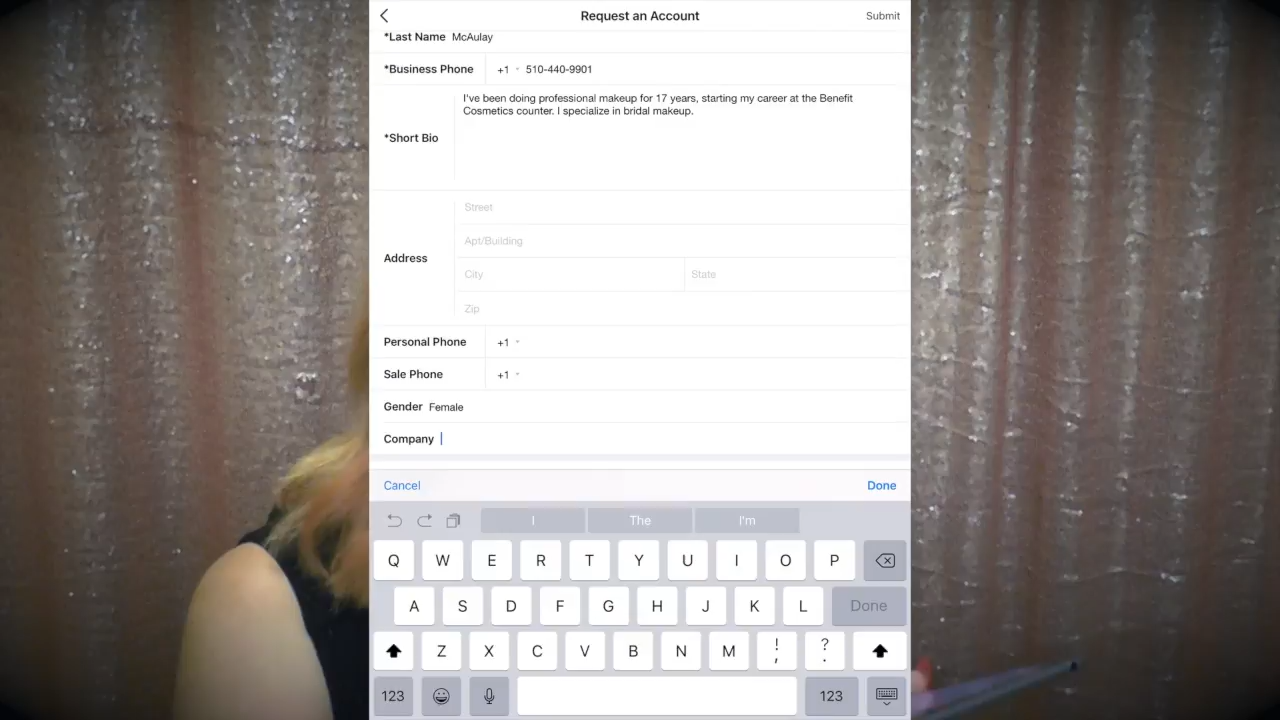 Request an Account
Submit
*Last Name McAulay
*Business Phone +1 510-440-9901
I've been doing professional makeup for 17 years, starting my career at the Benefit
Cosmetics counter. I specialize in bridal makeup.
*Short Bio
Street
Apt/Building
Address
City State
Zip
Personal Phone +1
Sale Phone +1
Gender Female
Company
Cancel Done
I The I'm
Q W E R T Y U I O P
A S D F G H J K L Done
Z X C V B N M ! , ? .
123 123